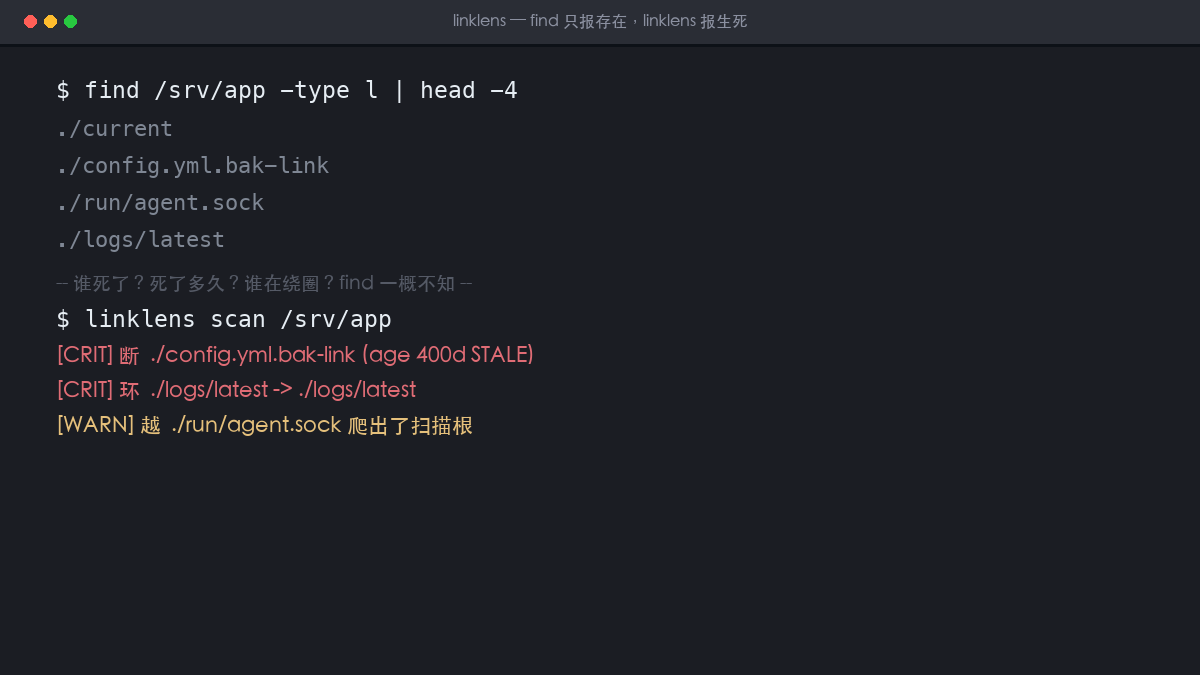 linklens — find 只报存在，linklens 报生死
$ find /srv/app −type l | head −4
./current
./config.yml.bak−link
./run/agent.sock
./logs/latest
— 谁死了？死了多久？谁在绕圈？find 一概不知 —
$ linklens scan /srv/app
[CRIT] 断 ./config.yml.bak-link (age 400d STALE)
[CRIT] 环 ./logs/latest -> ./logs/latest
[WARN] 越 ./run/agent.sock 爬出了扫描根